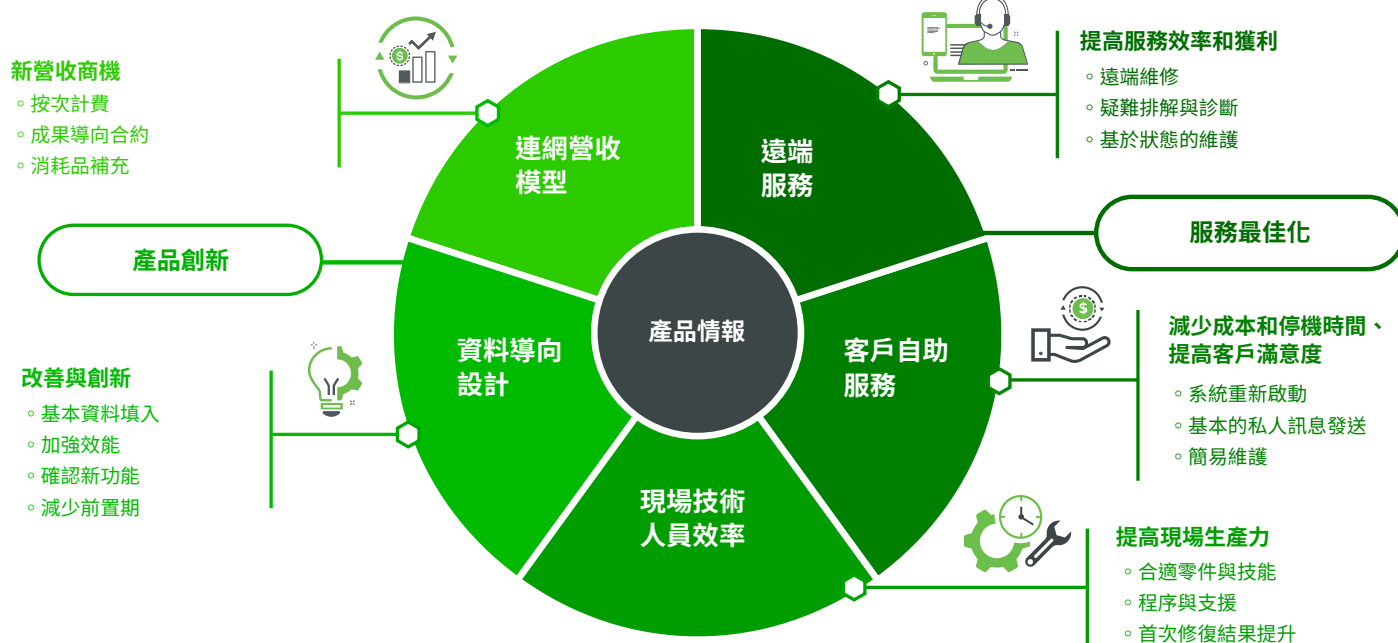 新營收商機
◦ 按次計費
◦ 成果導向合約
◦ 消耗品補充
產品創新
改善與創新
◦ 基本資料填入
◦ 加強效能
◦ 確認新功能
◦ 減少前置期
連網營收
模型
遠端
服務
資料導向
設計
產品情報
客戶自助
服務
現場技術
人員效率
提高服務效率和獲利
◦ 遠端維修
◦ 疑難排解與診斷
◦ 基於狀態的維護
服務最佳化
減少成本和停機時間、
提高客戶滿意度
◦ 系統重新啟動
◦ 基本的私人訊息發送
◦ 簡易維護
提高現場生產力
◦ 合適零件與技能
◦ 程序與支援
◦ 首次修復結果提升